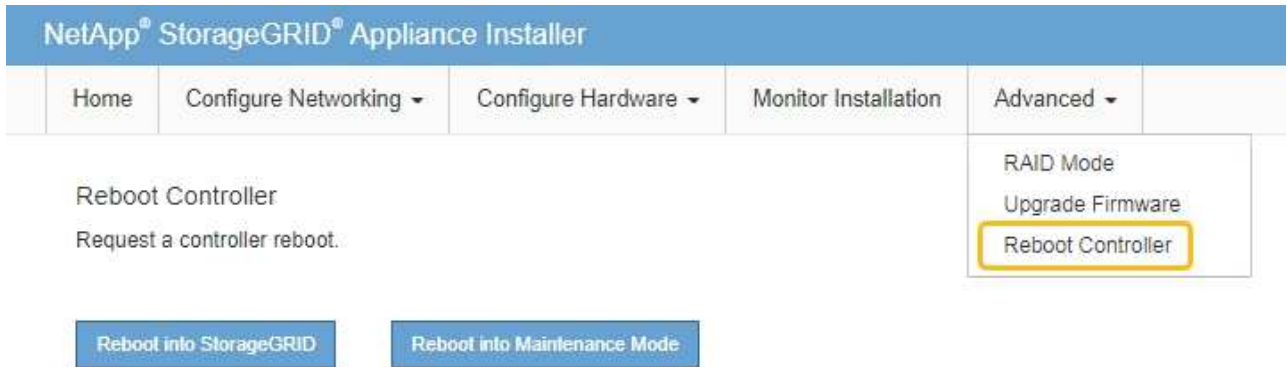 NetApp® StorageGRID® Appliance Installer
Home Configure Networking Configure Hardware Monitor Installation Advanced
RAID Mode
Upgrade Firmware
Reboot Controller
Reboot Controller
Request a controller reboot.
Reboot into StorageGRID Reboot into Maintenance Mode